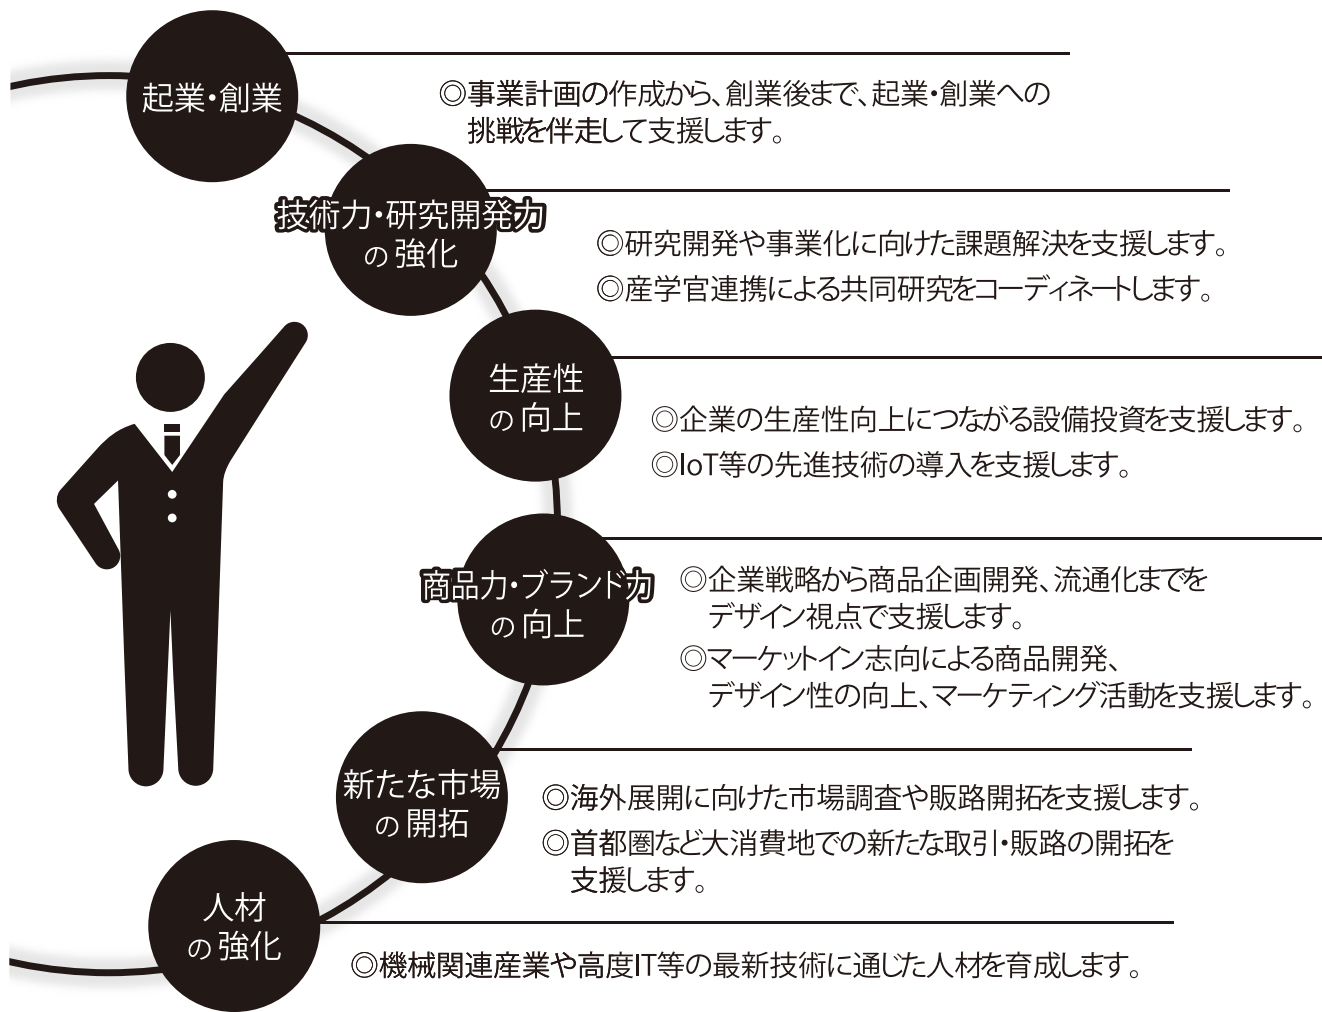 起業・創業
◎事業計画の作成から、創業後まで、起業・創業への
挑戦を伴走して支援します。
技術力・研究開発力
の強化
◎研究開発や事業化に向けた課題解決を支援します。
◎産学官連携による共同研究をコーディネートします。
生産性
の向上
◎企業の生産性向上につながる設備投資を支援します。
◎IoT等の先進技術の導入を支援します。
商品力・ブランド力
の向上
◎企業戦略から商品企画開発、流通化までを
デザイン視点で支援します。
◎マーケットイン志向による商品開発、
デザイン性の向上、マーケティング活動を支援します。
新たな市場
の開拓
◎海外展開に向けた市場調査や販路開拓を支援します。
◎首都圏など大消費地での新たな取引・販路の開拓を
支援します。
人材
の強化
◎機械関連産業や高度IT等の最新技術に通じた人材を育成します。